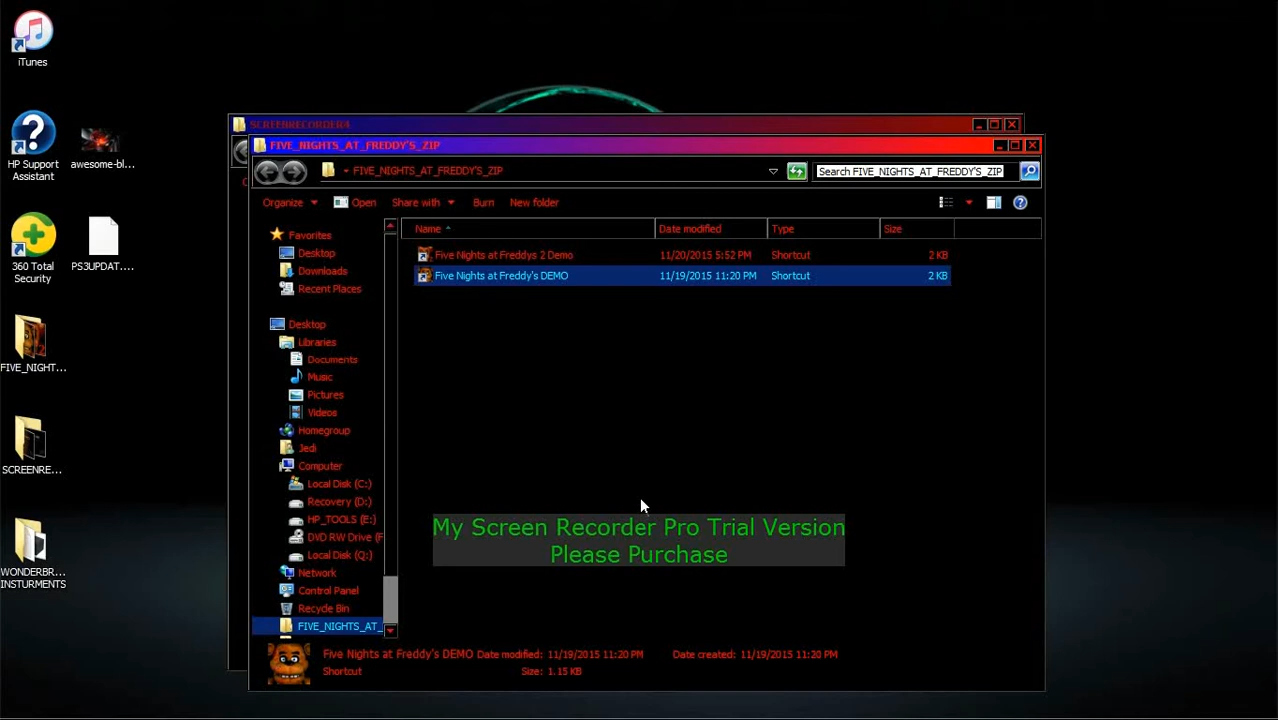 iTunes
HP Support
Assistant
awesome-bl...
360 Total
Security
PS3UPDAT....
FIVE_NIGHT...
SCREENRE...
WONDERBR...
INSTURMENTS
SCREENRECORDER4
FIVE_NIGHTS_AT_FREDDY'S_ZIP
FIVE_NIGHTS_AT_FREDDY'S_ZIP
Search FIVE_NIGHTS_AT_FREDDY'S_ZIP
Organize Open Share with Burn New folder
Name Date modified Type Size
Five Nights at Freddys 2 Demo 11/20/2015 5:52 PM Shortcut 2 KB
Five Nights at Freddy's DEMO 11/19/2015 11:20 PM Shortcut 2 KB
Favorites
Desktop
Downloads
Recent Places
Desktop
Libraries
Documents
Music
Pictures
Videos
Homegroup
Jedi
Computer
Local Disk (C:)
Recovery (D:)
HP_TOOLS (E:)
DVD RW Drive (F
Local Disk (Q:)
Network
Control Panel
Recycle Bin
FIVE_NIGHTS_AT_
My Screen Recorder Pro Trial Version
Please Purchase
Five Nights at Freddy's DEMO Date modified: 11/19/2015 11:20 PM Date created: 11/19/2015 11:20 PM
Shortcut Size: 1.15 KB